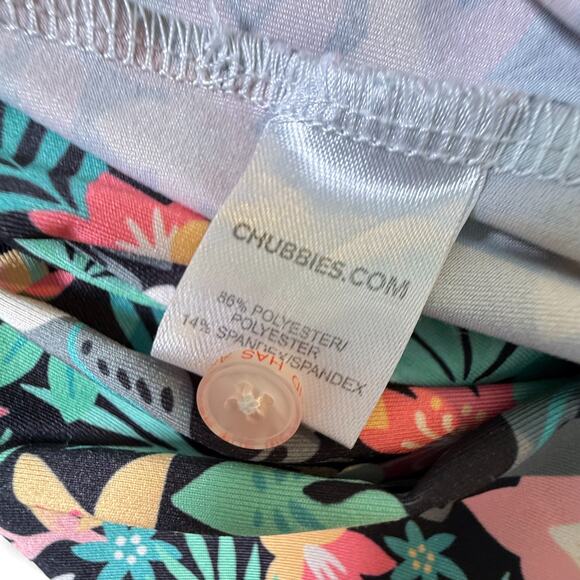 CHUBBIES.COM
86% POLYESTER/
POLYESTER
14% SPANDEX/SPANDEX